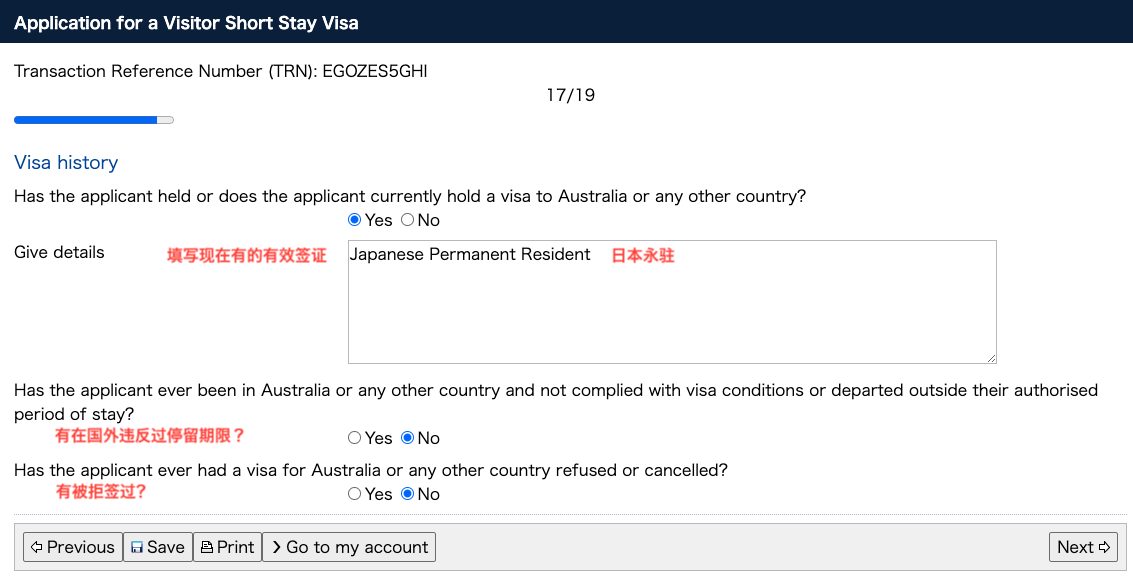 Application for a Visitor Short Stay Visa
Transaction Reference Number (TRN): EGOZES5GHI
17/19
Visa history
Has the applicant held or does the applicant currently hold a visa to Australia or any other country?
Yes No
Give details 填写现在有的有效签证 Japanese Permanent Resident 日本永驻
Has the applicant ever been in Australia or any other country and not complied with visa conditions or departed outside their authorised
period of stay?
有在国外违反过停留期限？ Yes No
Has the applicant ever had a visa for Australia or any other country refused or cancelled?
有被拒签过? Yes No
Previous Save Print Go to my account Next